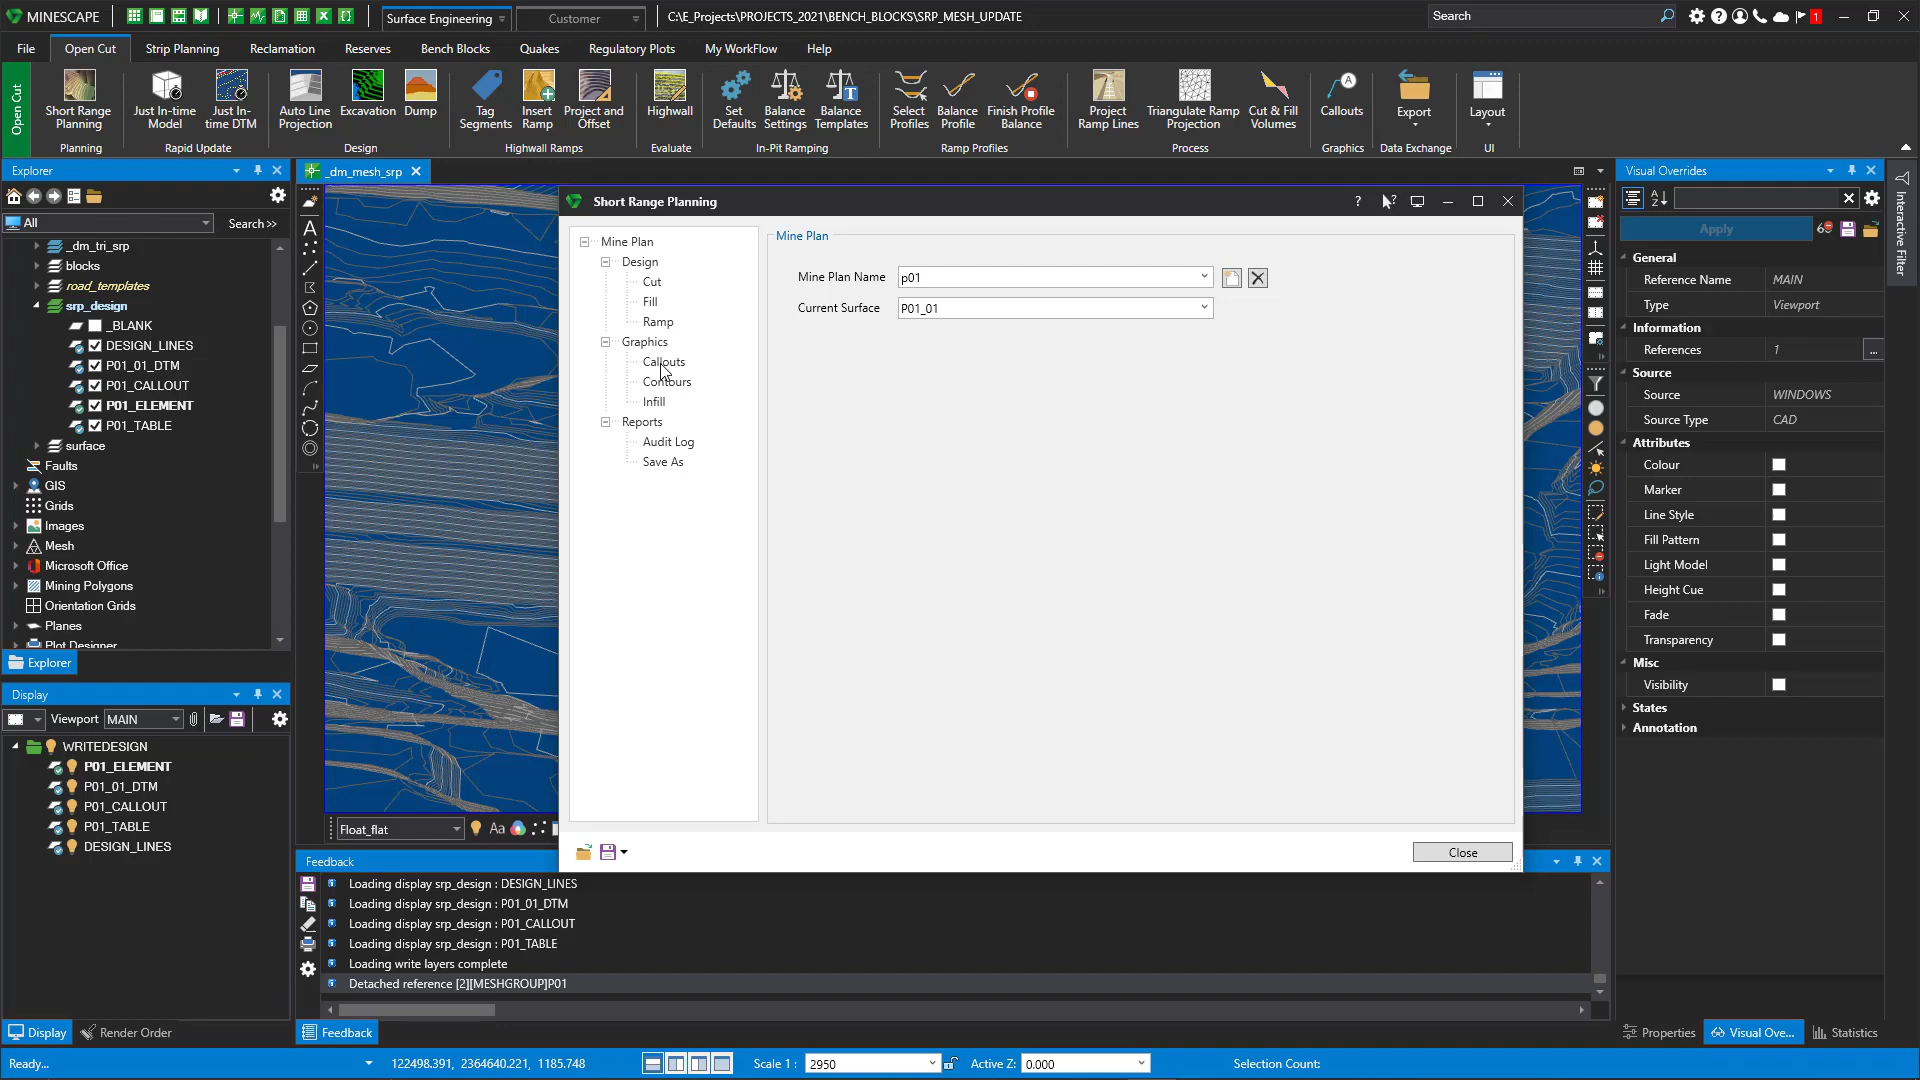 MINESCAPE
Surface Engineering
Customer
C:\E_Projects\PROJECTS_2021\BENCH_BLOCKS\SRP_MESH_UPDATE
Search
1
File
Open Cut
Strip Planning
Reclamation
Reserves
Bench Blocks
Quakes
Regulatory Plots
My WorkFlow
Help
Open Cut
Short Range Planning
Just In-time Model
Just In-time DTM
Auto Line Projection
Excavation
Dump
Tag Segments
Insert Ramp
Project and Offset
Highwall
Set Defaults
Balance Settings
Balance Templates
Select Profiles
Balance Profile
Finish Profile Balance
Project Ramp Lines
Triangulate Ramp Projection
Cut & Fill Volumes
Callouts
Export
Layout
Planning
Rapid Update
Design
Highwall Ramps
Evaluate
In-Pit Ramping
Ramp Profiles
Process
Graphics
Data Exchange
UI
Explorer
All
Search>>
_dm_tri_srp
blocks
road_templates
srp_design
_BLANK
DESIGN_LINES
P01_01_DTM
P01_CALLOUT
P01_ELEMENT
P01_TABLE
surface
Faults
GIS
Grids
Images
Mesh
Microsoft Office
Mining Polygons
Orientation Grids
Planes
Plot Designer
Explorer
Display
Viewport
MAIN
WRITEDESIGN
P01_ELEMENT
P01_01_DTM
P01_CALLOUT
P01_TABLE
DESIGN_LINES
Display
Render Order
_dm_mesh_srp
Short Range Planning
Mine Plan
Design
Cut
Fill
Ramp
Graphics
Callouts
Contours
Infill
Reports
Audit Log
Save As
Mine Plan
Mine Plan Name
p01
Current Surface
P01_01
Close
Float_flat
Aa
Feedback
Loading display srp_design : DESIGN_LINES
Loading display srp_design : P01_01_DTM
Loading display srp_design : P01_CALLOUT
Loading display srp_design : P01_TABLE
Loading write layers complete
Detached reference [2][MESHGROUP]P01
Feedback
Visual Overrides
Apply
General
Reference Name
MAIN
Type
Viewport
Information
References
1
...
Source
Source
WINDOWS
Source Type
CAD
Attributes
Colour
Marker
Line Style
Fill Pattern
Light Model
Height Cue
Fade
Transparency
Misc
Visibility
States
Annotation
Properties
Visual Ove...
Statistics
Interactive Filter
Ready...
122498.391, 2364640.221, 1185.748
Scale 1 :
2950
Active Z:
0.000
Selection Count: